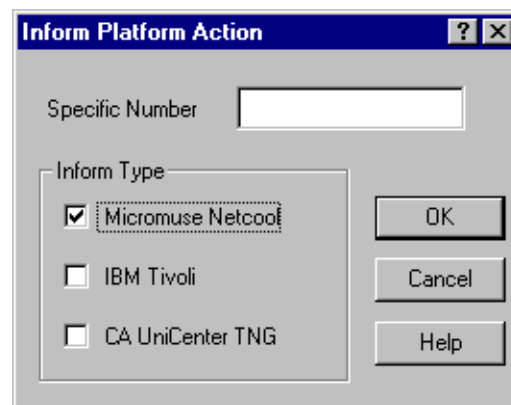 Inform Platform Action
Specific Number
Inform Type
Micromuse Netcool
IBM Tivoli
CA UniCenter TNG
OK
Cancel
Help